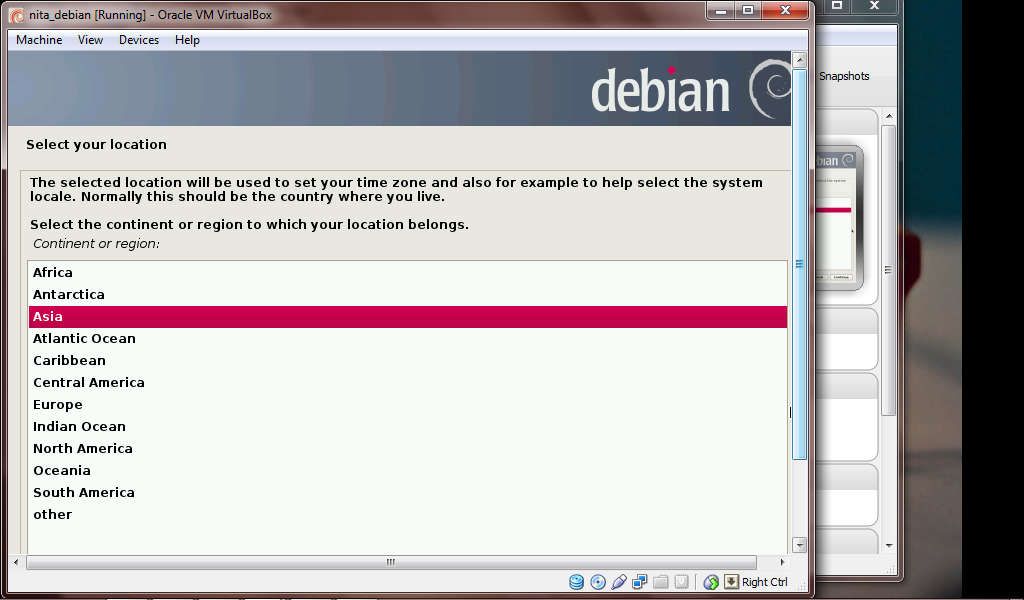 nita_debian [Running] - Oracle VM VirtualBox
Machine View Devices Help
Snapshots
debian
Select your location
The selected location will be used to set your time zone and also for example to help select the system
locale. Normally this should be the country where you live.
Select the continent or region to which your location belongs.
Continent or region:
Africa
Antarctica
Asia
Atlantic Ocean
Caribbean
Central America
Europe
Indian Ocean
North America
Oceania
South America
other
Right Ctrl